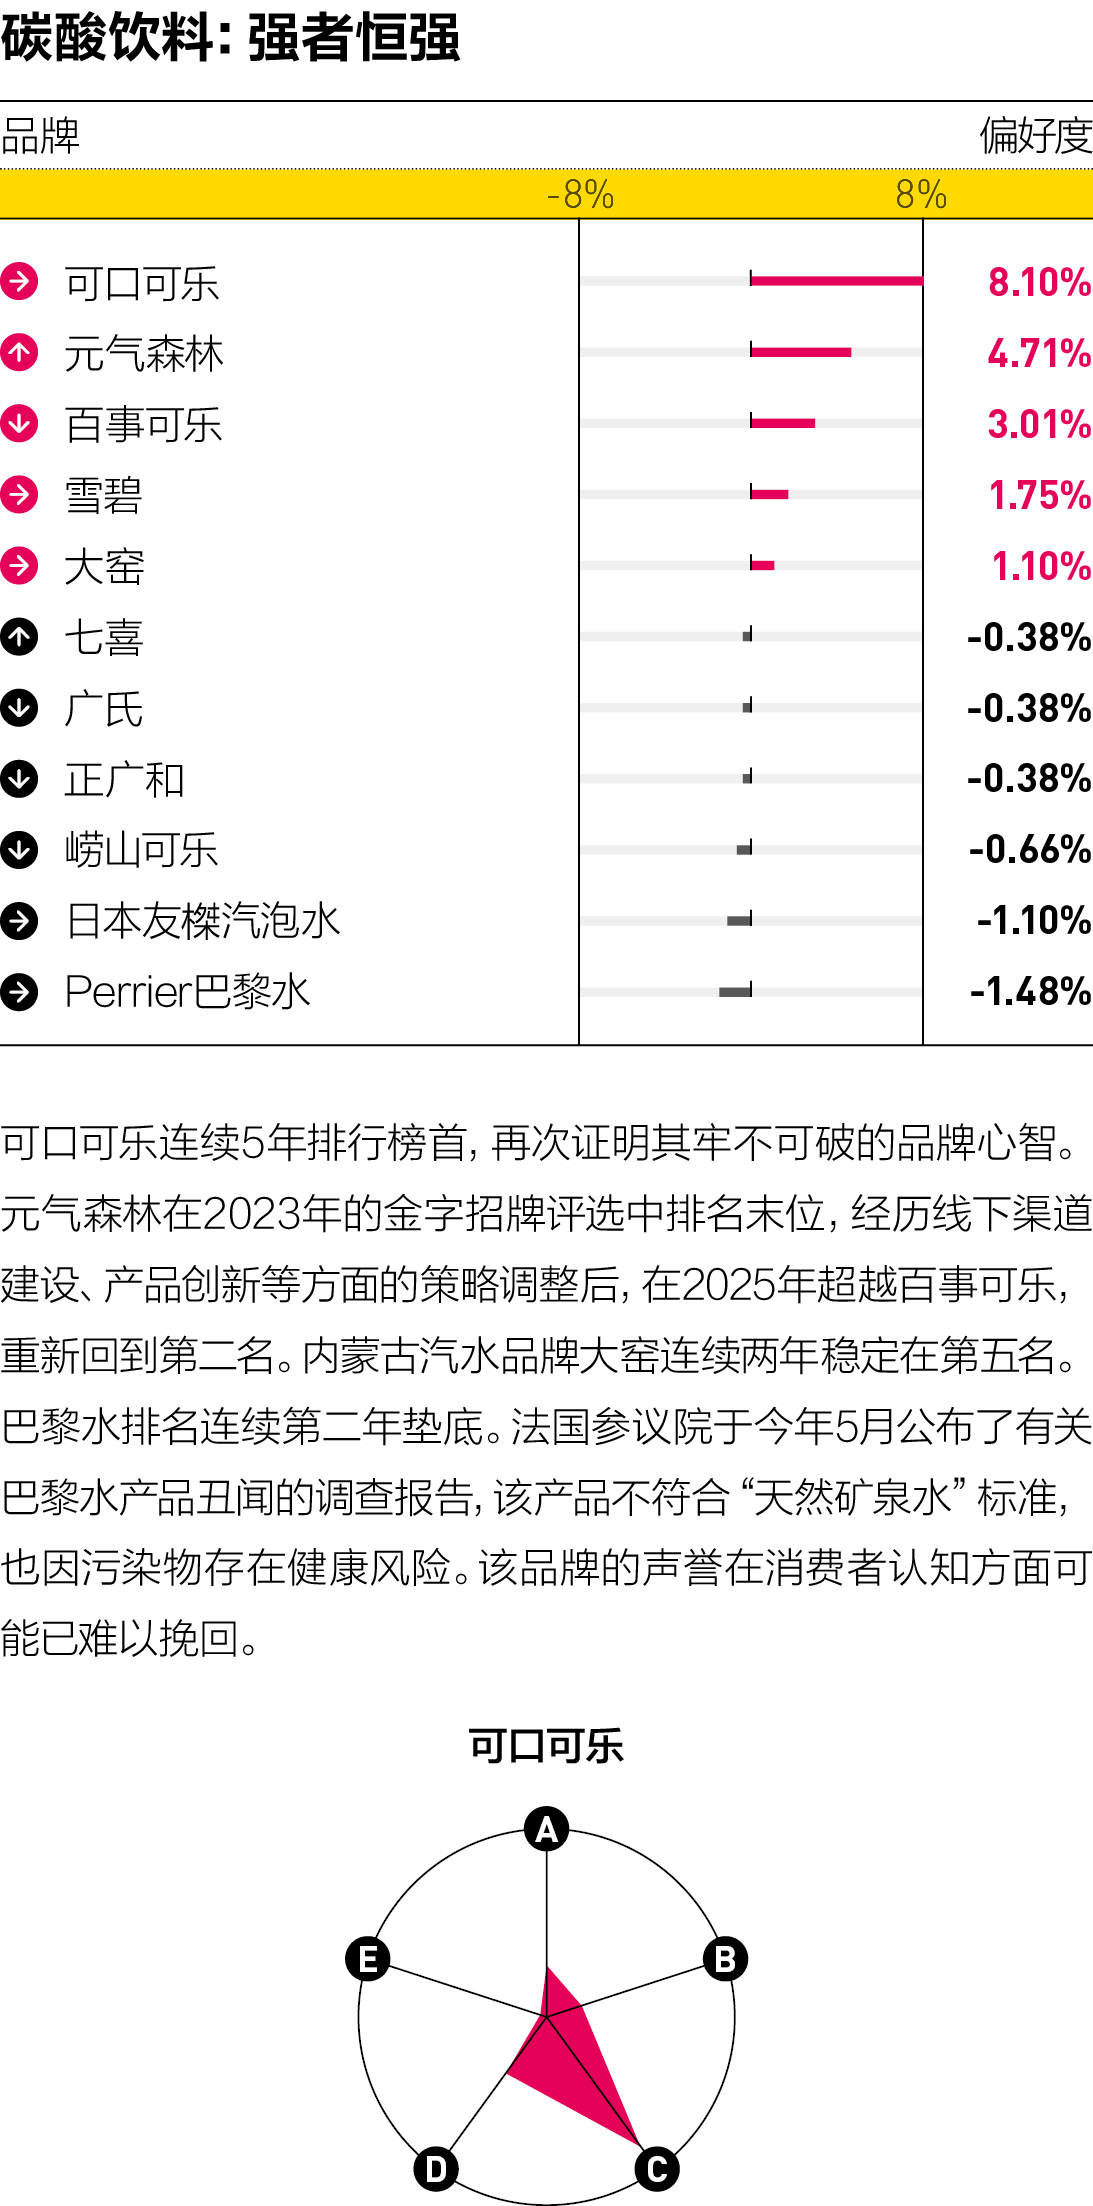 碳酸饮料：强者恒强
品牌 偏好度
-8% 8%
可口可乐 8.10%
元气森林 4.71%
百事可乐 3.01%
雪碧 1.75%
大窑 1.10%
七喜 -0.38%
广氏 -0.38%
正广和 -0.38%
崂山可乐 -0.66%
日本友榤汽泡水 -1.10%
Perrier巴黎水 -1.48%
可口可乐连续5年排行榜首，再次证明其牢不可破的品牌心智。
元气森林在2023年的金字招牌评选中排名末位，经历线下渠道
建设、产品创新等方面的策略调整后，在2025年超越百事可乐，
重新回到第二名。内蒙古汽水品牌大窑连续两年稳定在第五名。
巴黎水排名连续第二年垫底。法国参议院于今年5月公布了有关
巴黎水产品丑闻的调查报告，该产品不符合“天然矿泉水”标准，
也因污染物存在健康风险。该品牌的声誉在消费者认知方面可
能已难以挽回。
可口可乐
A
B
C
D
E